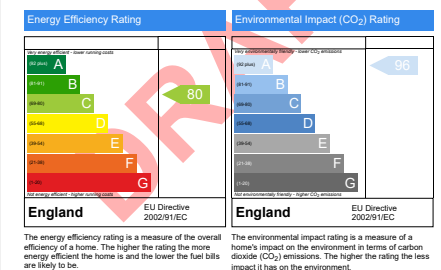 Energy Efficiency Rating
Very energy efficient - lower running costs
(92 plus) A
(81-91) B
(69-80) C
(55-68) D
(39-54) E
(21-38) F
(1-20) G
80
Not energy efficient - higher running costs
England
EU Directive
2002/91/EC
The energy efficiency rating is a measure of the overall
efficiency of a home. The higher the rating the more
energy efficient the home is and the lower the fuel bills
are likely to be.
Environmental Impact (CO2) Rating
Very environmentally friendly - lower CO2 emissions
(92 plus) A
(81-91) B
(69-80) C
(55-68) D
(39-54) E
(21-38) F
(1-20) G
96
Not environmentally friendly - higher CO2 emissions
England
EU Directive
2002/91/EC
The environmental impact rating is a measure of a
home's impact on the environment in terms of carbon
dioxide (CO2) emissions. The higher the rating the less
impact it has on the environment.
DRAF